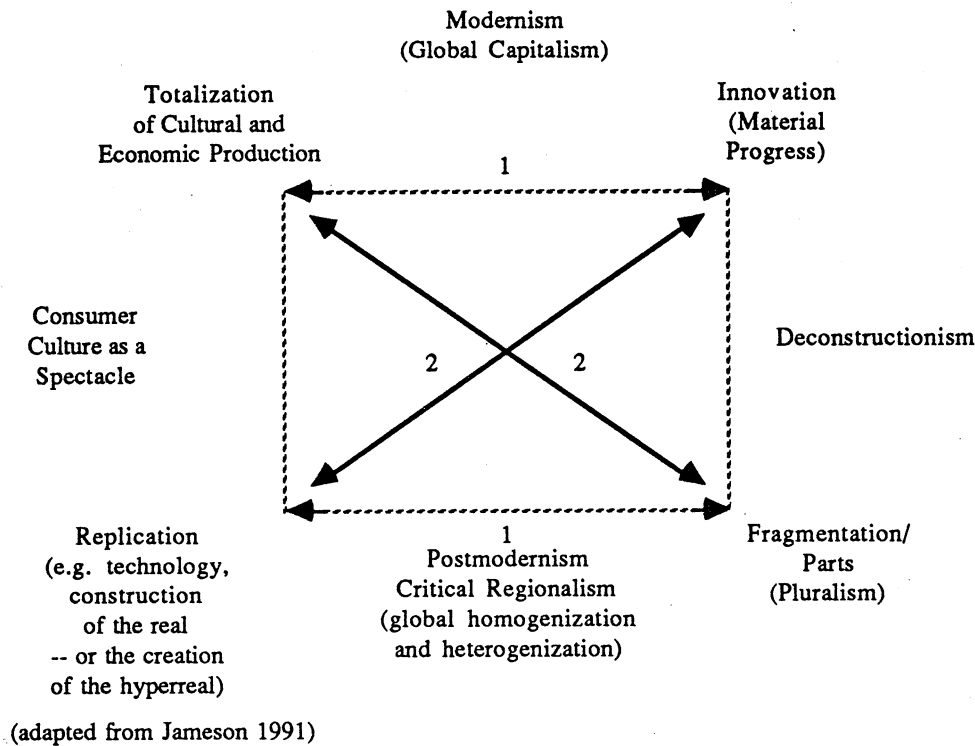 Modernism
(Global Capitalism)
Totalization
of Cultural and
Economic Production
Innovation
(Material
Progress)
1
Consumer
Culture as a
Spectacle
2
2
Deconstructionism
Replication
(e.g. technology,
construction
of the real
-- or the creation
of the hyperreal)
1
Postmodernism
Critical Regionalism
(global homogenization
and heterogenization)
Fragmentation/
Parts
(Pluralism)
(adapted from Jameson 1991)